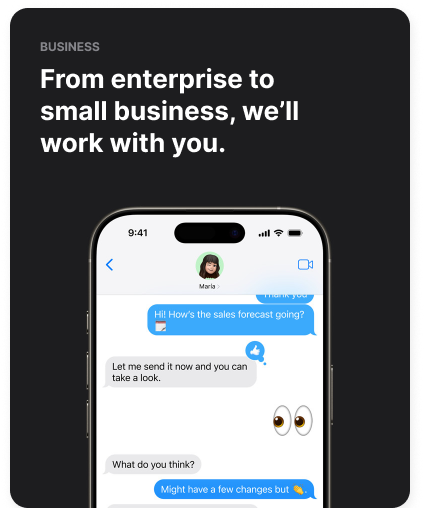 BUSINESS
From enterprise to
small business, we’ll
work with you.
9:41
María
Thank you
Hi! How’s the sales forecast going?
🗓️
Let me send it now and you can
take a look.
👀
What do you think?
Might have a few changes but 👏.